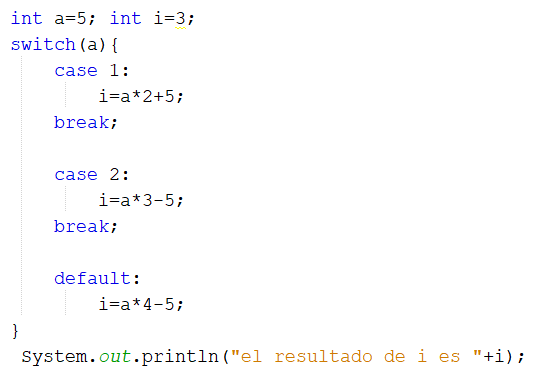 int a=5; int i=3;
switch(a){
case 1:
i=a*2+5;
break;
case 2:
i=a*3-5;
break;
default:
i=a*4-5;
}
System.out.println("el resultado de i es "+i);